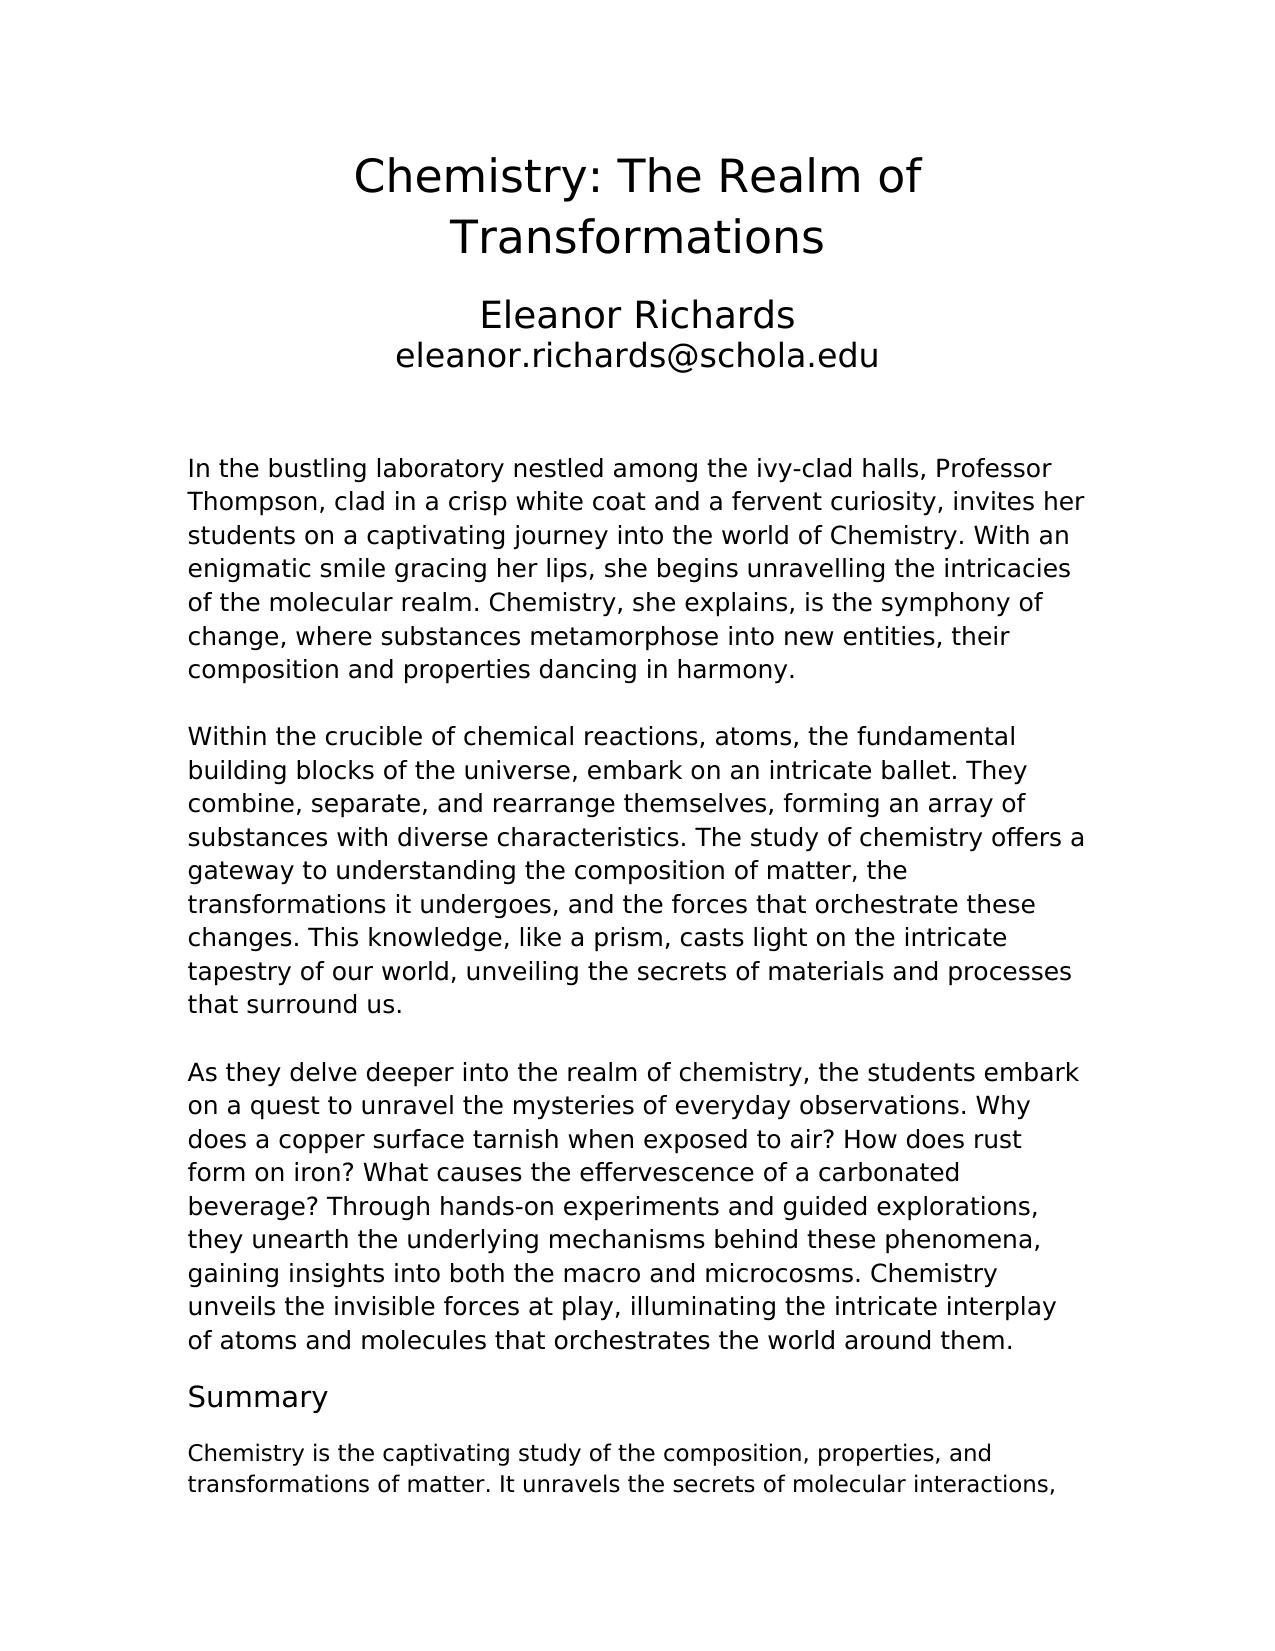 Chemistry: The Realm of
Transformations
Eleanor Richards
eleanor.richards@schola.edu
In the bustling laboratory nestled among the ivy-clad halls, Professor
Thompson, clad in a crisp white coat and a fervent curiosity, invites her
students on a captivating journey into the world of Chemistry. With an
enigmatic smile gracing her lips, she begins unravelling the intricacies
of the molecular realm. Chemistry, she explains, is the symphony of
change, where substances metamorphose into new entities, their
composition and properties dancing in harmony.
Within the crucible of chemical reactions, atoms, the fundamental
building blocks of the universe, embark on an intricate ballet. They
combine, separate, and rearrange themselves, forming an array of
substances with diverse characteristics. The study of chemistry offers a
gateway to understanding the composition of matter, the
transformations it undergoes, and the forces that orchestrate these
changes. This knowledge, like a prism, casts light on the intricate
tapestry of our world, unveiling the secrets of materials and processes
that surround us.
As they delve deeper into the realm of chemistry, the students embark
on a quest to unravel the mysteries of everyday observations. Why
does a copper surface tarnish when exposed to air? How does rust
form on iron? What causes the effervescence of a carbonated
beverage? Through hands-on experiments and guided explorations,
they unearth the underlying mechanisms behind these phenomena,
gaining insights into both the macro and microcosms. Chemistry
unveils the invisible forces at play, illuminating the intricate interplay
of atoms and molecules that orchestrates the world around them.
Summary
Chemistry is the captivating study of the composition, properties, and
transformations of matter. It unravels the secrets of molecular interactions,